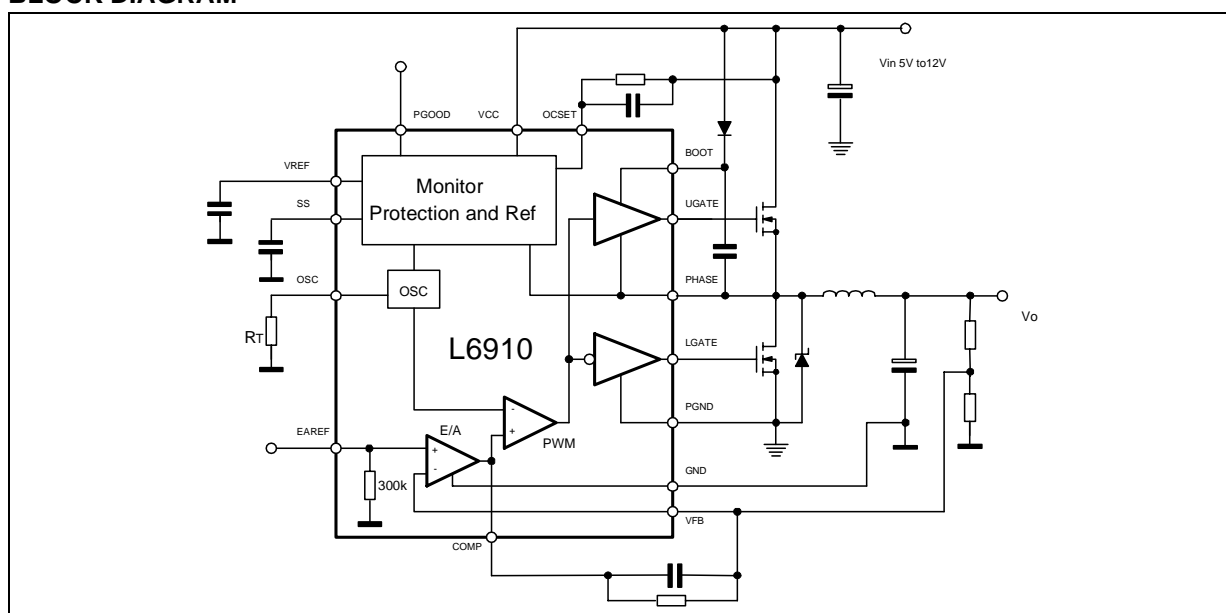 BLOCK DIAGRAM
Vin 5V to12V
PGOOD
VCC
OCSET
BOOT
VREF
Monitor
Protection and Ref
SS
UGATE
OSC
OSC
PHASE
RT
Vo
L6910
LGATE
PGND
EAREF
E/A
-
+
PWM
+
-
300k
GND
VFB
COMP